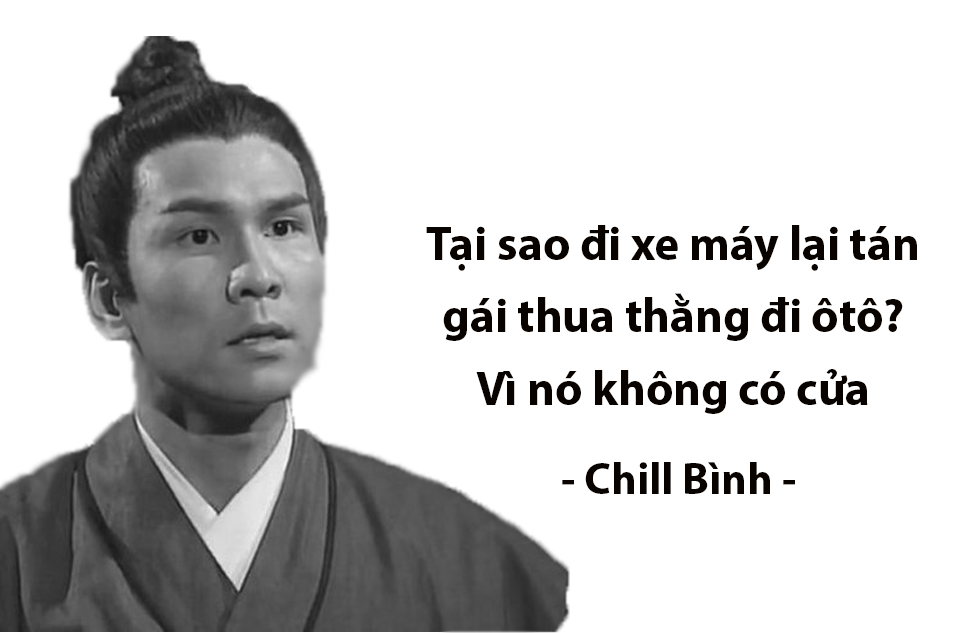 Tại sao đi xe máy lại tán
gái thua thằng đi ôtô?
Vì nó không có cửa
- Chill Bình -